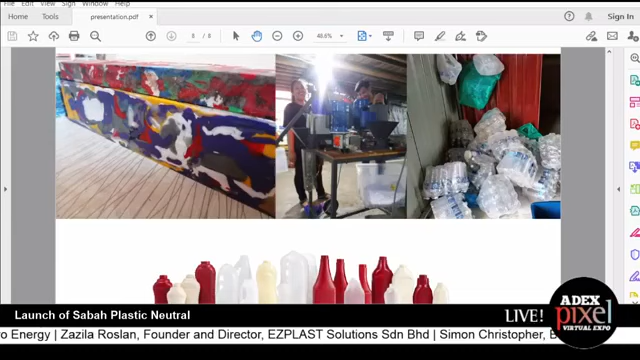 File Edit View Sign Window Help
Home Tools presentation.pdf × Sign In
8 / 8 48.6%
Launch of Sabah Plastic Neutral
LIVE!
ADEX
pixel
VIRTUAL EXPO
o Energy | Zazila Roslan, Founder and Director, EZPLAST Solutions Sdn Bhd | Simon Christopher,